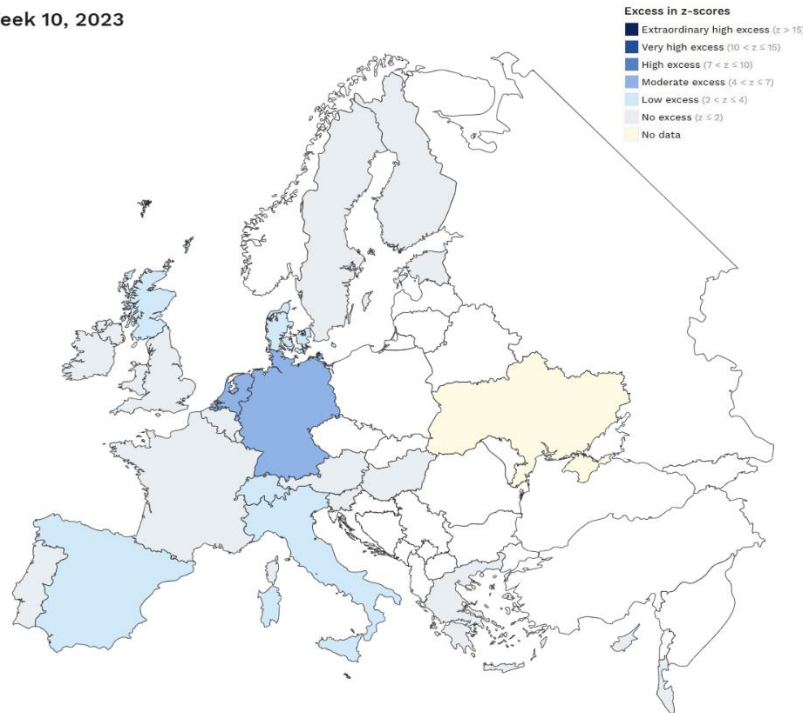 eek 10, 2023
Excess in z-scores
Extraordinary high excess (z > 15)
Very high excess (10 < z ≤ 15)
High excess (7 < z ≤ 10)
Moderate excess (4 < z ≤ 7)
Low excess (2 < z ≤ 4)
No excess (z ≤ 2)
No data